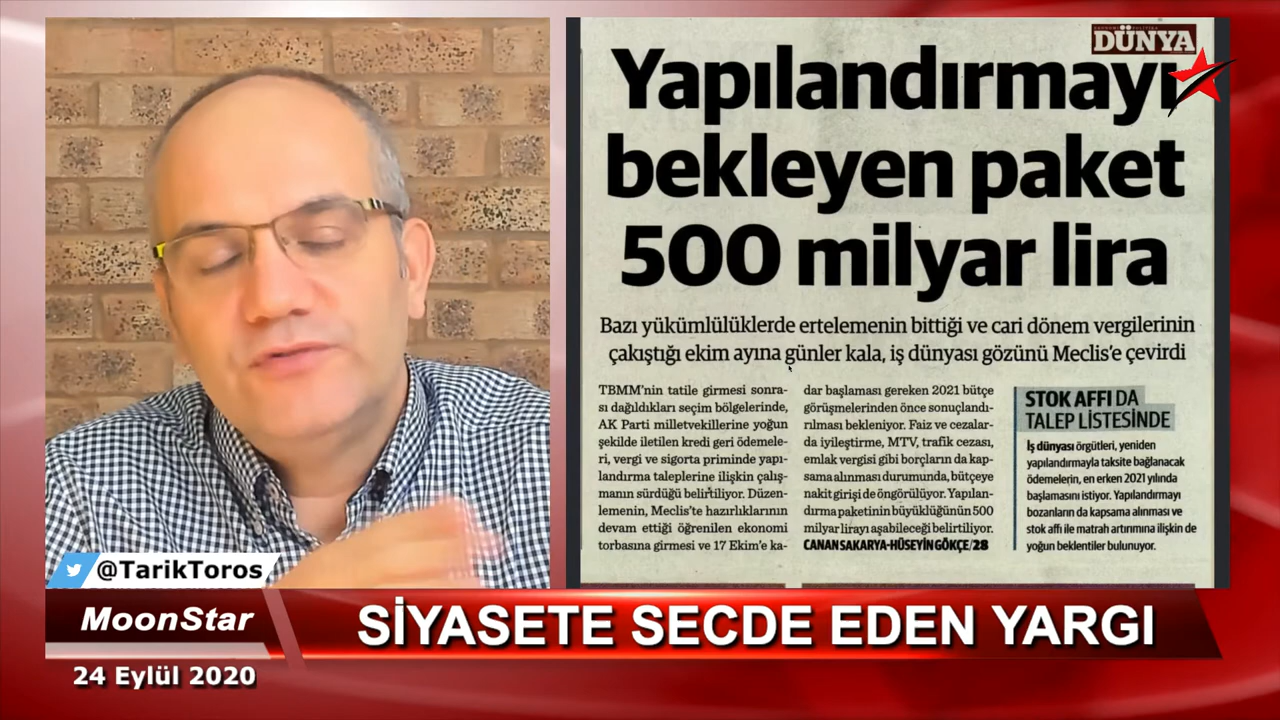 DÜNYA
Yapılandırmayı
bekleyen paket
500 milyar lira
Bazı yükümlülüklerde ertelemenin bittiği ve cari dönem vergilerinin
çakıştığı ekim ayına günler kala, iş dünyası gözünü Meclis'e çevirdi
TBMM'nin tatile girmesi sonra-
sı dağıldıkları seçim bölgelerinde,
AK Parti milletvekillerine yoğun
şekilde iletilen kredi geri ödemele-
ri, vergi ve sigorta priminde yapı-
landırma taleplerine ilişkin çalış-
manın sürdüğü belirtiliyor. Düzen-
lemenin, Meclis'te hazırlıklarının
devam ettiği öğrenilen ekonomi
torbasına girmesi ve 17 Ekim'e ka-
dar başlaması gereken 2021 bütçe
görüşmelerinden önce sonuçlandı-
rılması bekleniyor. Faiz ve cezalar-
da iyileştirme, MTV, trafik cezası,
emlak vergisi gibi borçların da kap-
sama alınması durumunda, bütçeye
nakit girişi de öngörülüyor. Yapılan-
dırma paketinin büyüklüğünün 500
milyar lirayı aşabileceği belirtiliyor.
CANAN SAKARYA-HÜSEYİN GÖKÇE/28
STOK AFFI DA
TALEP LİSTESİNDE
İş dünyası örgütleri, yeniden
yapılandırmayla taksite bağlanacak
ödemelerin, en erken 2021 yılında
başlamasını istiyor. Yapılandırmayı
bozanların da kapsama alınması ve
stok affı ile matrah artırımına ilişkin de
yoğun beklentiler bulunuyor.
@TarikToros
MoonStar
SİYASETE SECDE EDEN YARGI
24 Eylül 2020